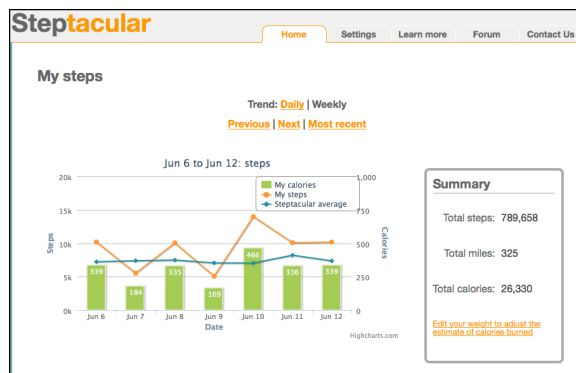 Steptacular
Home Settings Learn more Forum Contact Us
My steps
Trend: Daily | Weekly
Previous | Next | Most recent
Jun 6 to Jun 12: steps
My calories
My steps
Steptacular average
Steps
20k
15k
10k
5k
0k
339 184 335 169 466 336 339
1,000
750
500
250
0
Calories
Jun 6 Jun 7 Jun 8 Jun 9 Jun 10 Jun 11 Jun 12
Date
Highcharts.com
Summary
Total steps: 789,658
Total miles: 325
Total calories: 26,330
Edit your weight to adjust the
estimate of calories burned